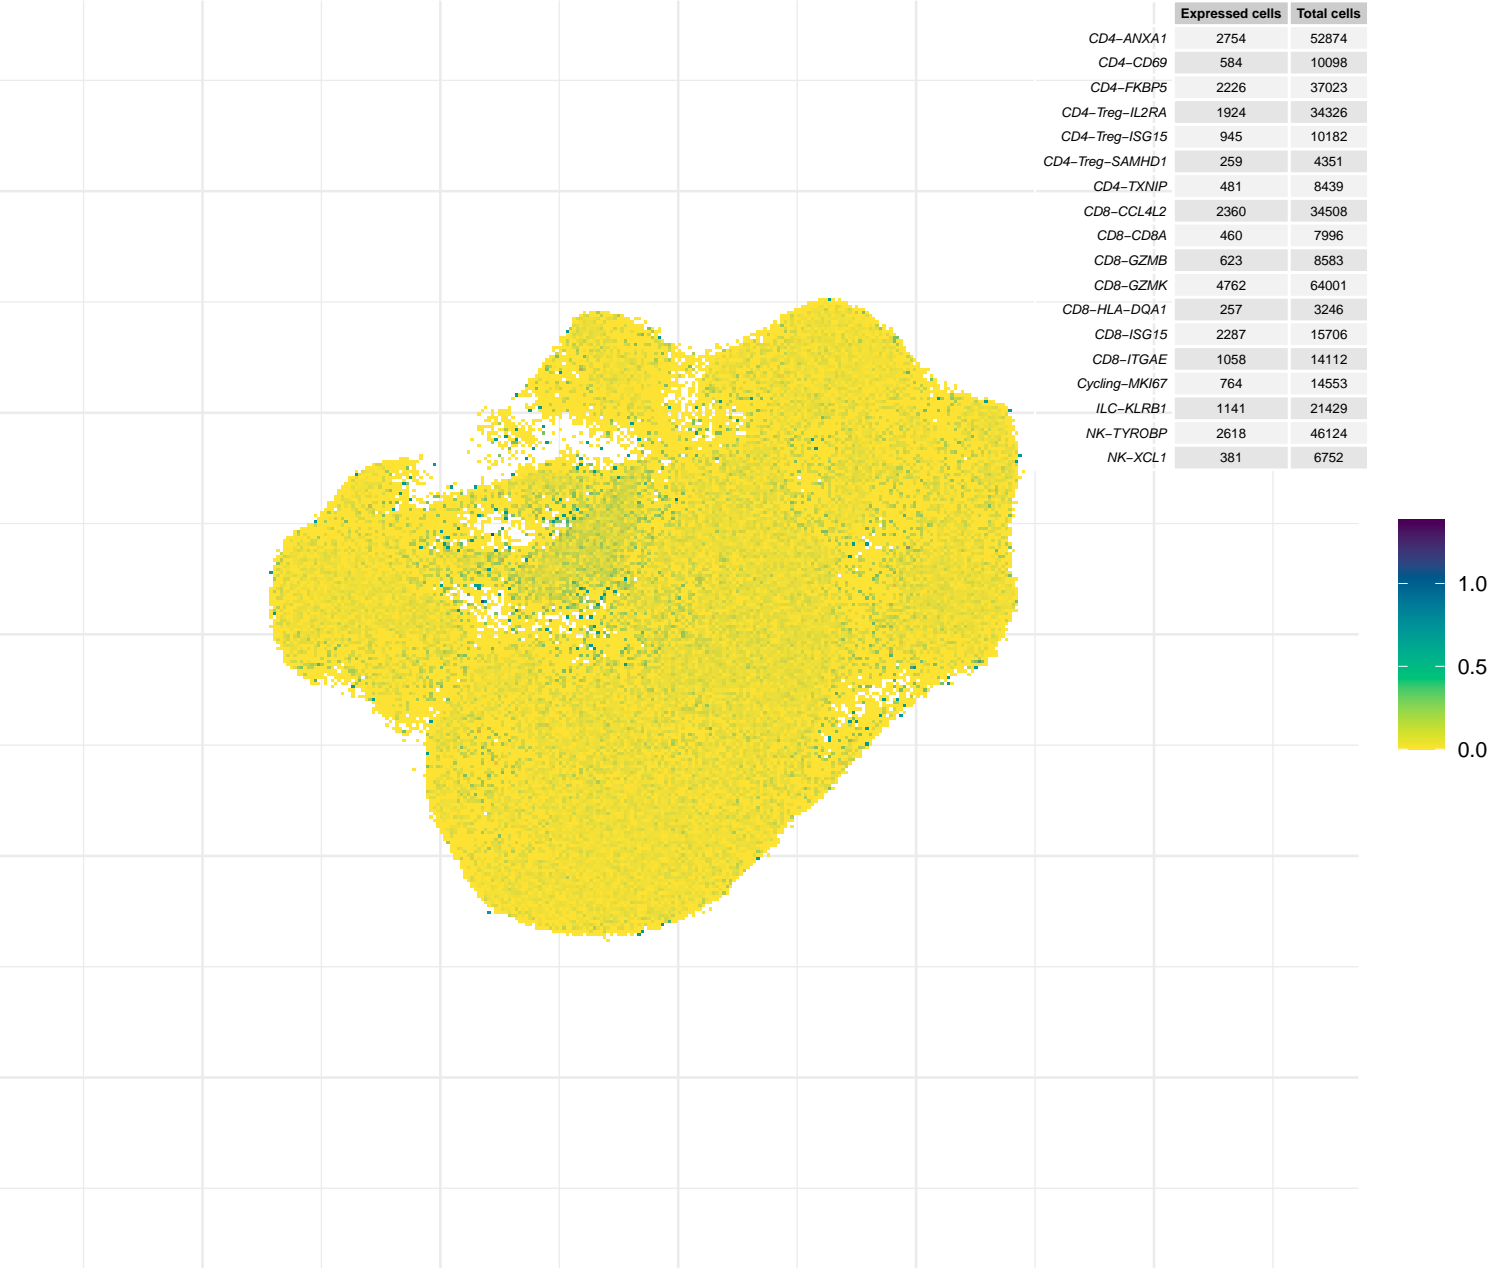 Expressed cells Total cells
CD4−ANXA1 2754 52874
CD4−CD69 584 10098
CD4−FKBP5 2226 37023
CD4−Treg−IL2RA 1924 34326
CD4−Treg−ISG15 945 10182
CD4−Treg−SAMHD1 259 4351
CD4−TXNIP 481 8439
CD8−CCL4L2 2360 34508
CD8−CD8A 460 7996
CD8−GZMB 623 8583
CD8−GZMK 4762 64001
CD8−HLA−DQA1 257 3246
CD8−ISG15 2287 15706
CD8−ITGAE 1058 14112
Cycling−MKI67 764 14553
ILC−KLRB1 1141 21429
NK−TYROBP 2618 46124
NK−XCL1 381 6752
1.0
0.5
0.0